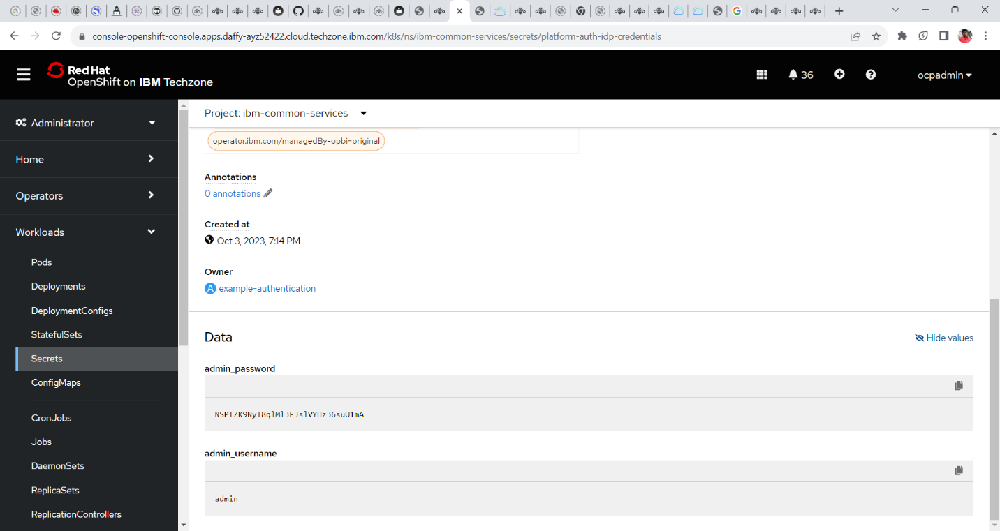 console-openshift-console.apps.daffy-ayz52422.cloud.techzone.ibm.com/k8s/ns/ibm-common-services/secrets/platform-auth-idp-credentials
Red Hat
OpenShift on IBM Techzone
36
ocpadmin
Administrator
Home
Operators
Workloads
Pods
Deployments
DeploymentConfigs
StatefulSets
Secrets
ConfigMaps
CronJobs
Jobs
DaemonSets
ReplicaSets
ReplicationControllers
Project: ibm-common-services
operator.ibm.com/managedBy-opbi=original
Annotations
0 annotations
Created at
Oct 3, 2023, 7:14 PM
Owner
A example-authentication
Data
Hide values
admin_password
NSPTZK9NyI8qlMl3FJslVYHz36suU1mA
admin_username
admin